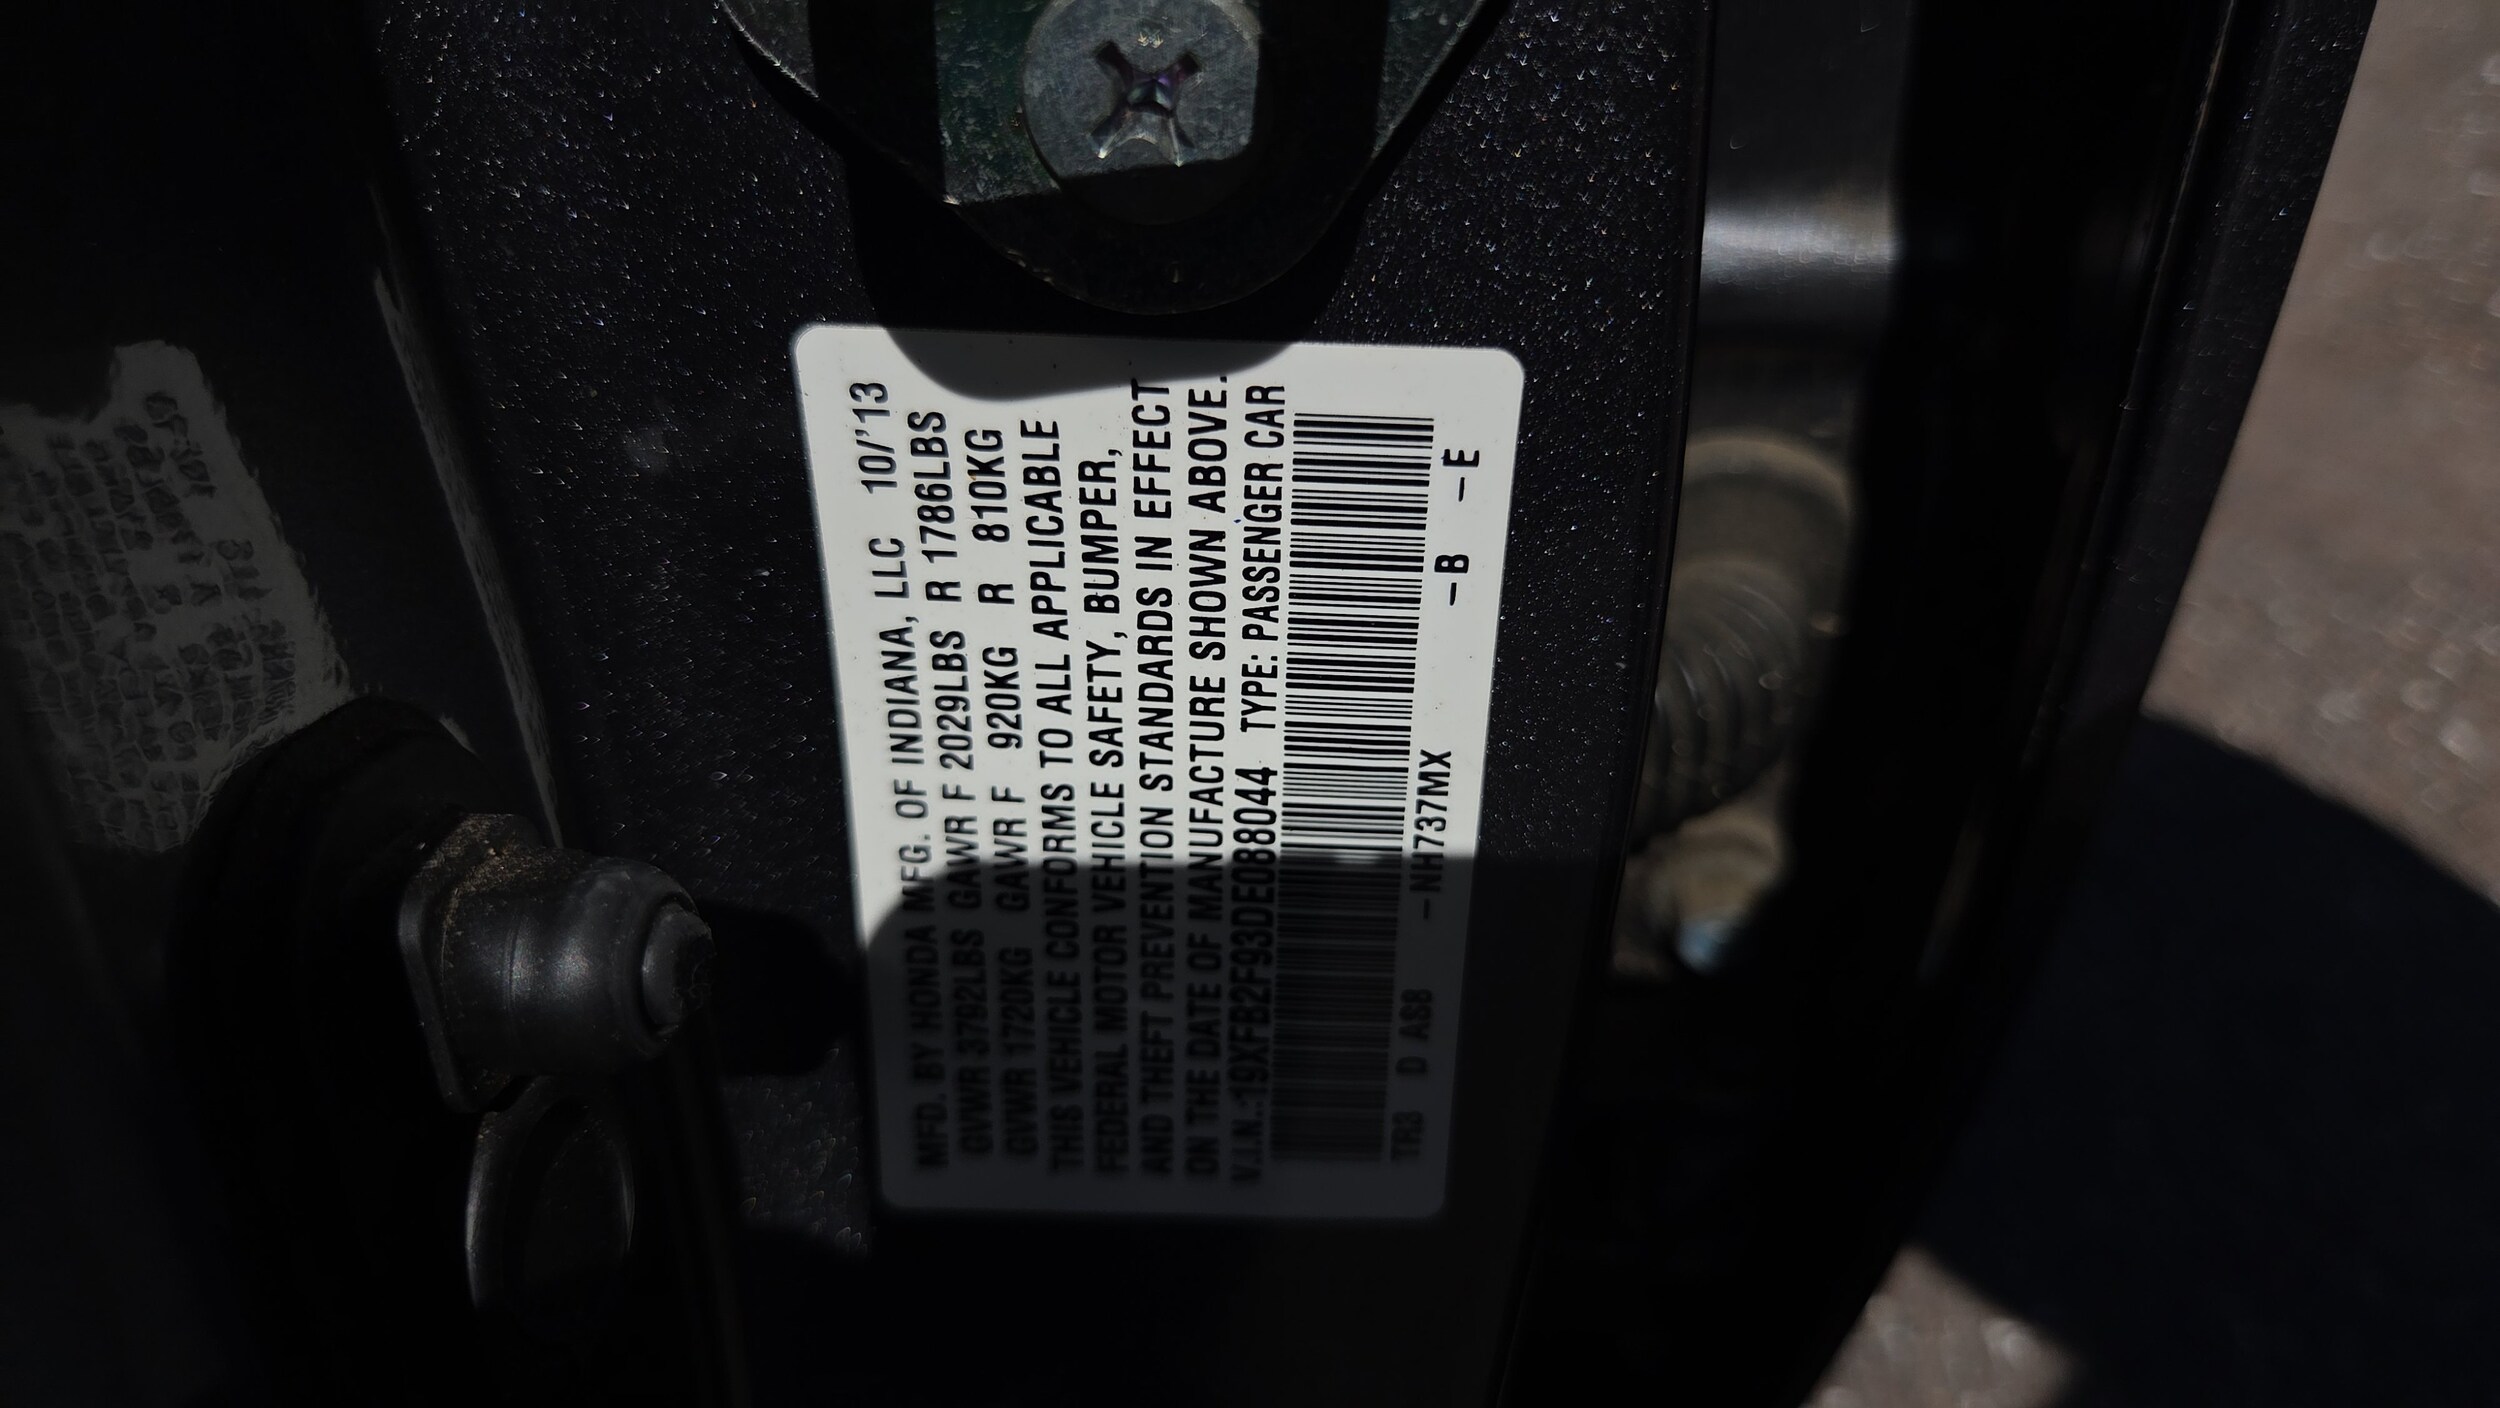 MFD. BY HONDA MFG. OF INDIANA, LLC 10/'13
GVWR 3792LBS GAWR F 2029LBS R 1786LBS
GVWR 1720KG GAWR F 920KG R 810KG
THIS VEHICLE CONFORMS TO ALL APPLICABLE
FEDERAL MOTOR VEHICLE SAFETY, BUMPER,
AND THEFT PREVENTION STANDARDS IN EFFECT
ON THE DATE OF MANUFACTURE SHOWN ABOVE.
V.I.N.:19XFB2F93DE088044 TYPE: PASSENGER CAR
TR3 D AS8 –NH737MX –B –E